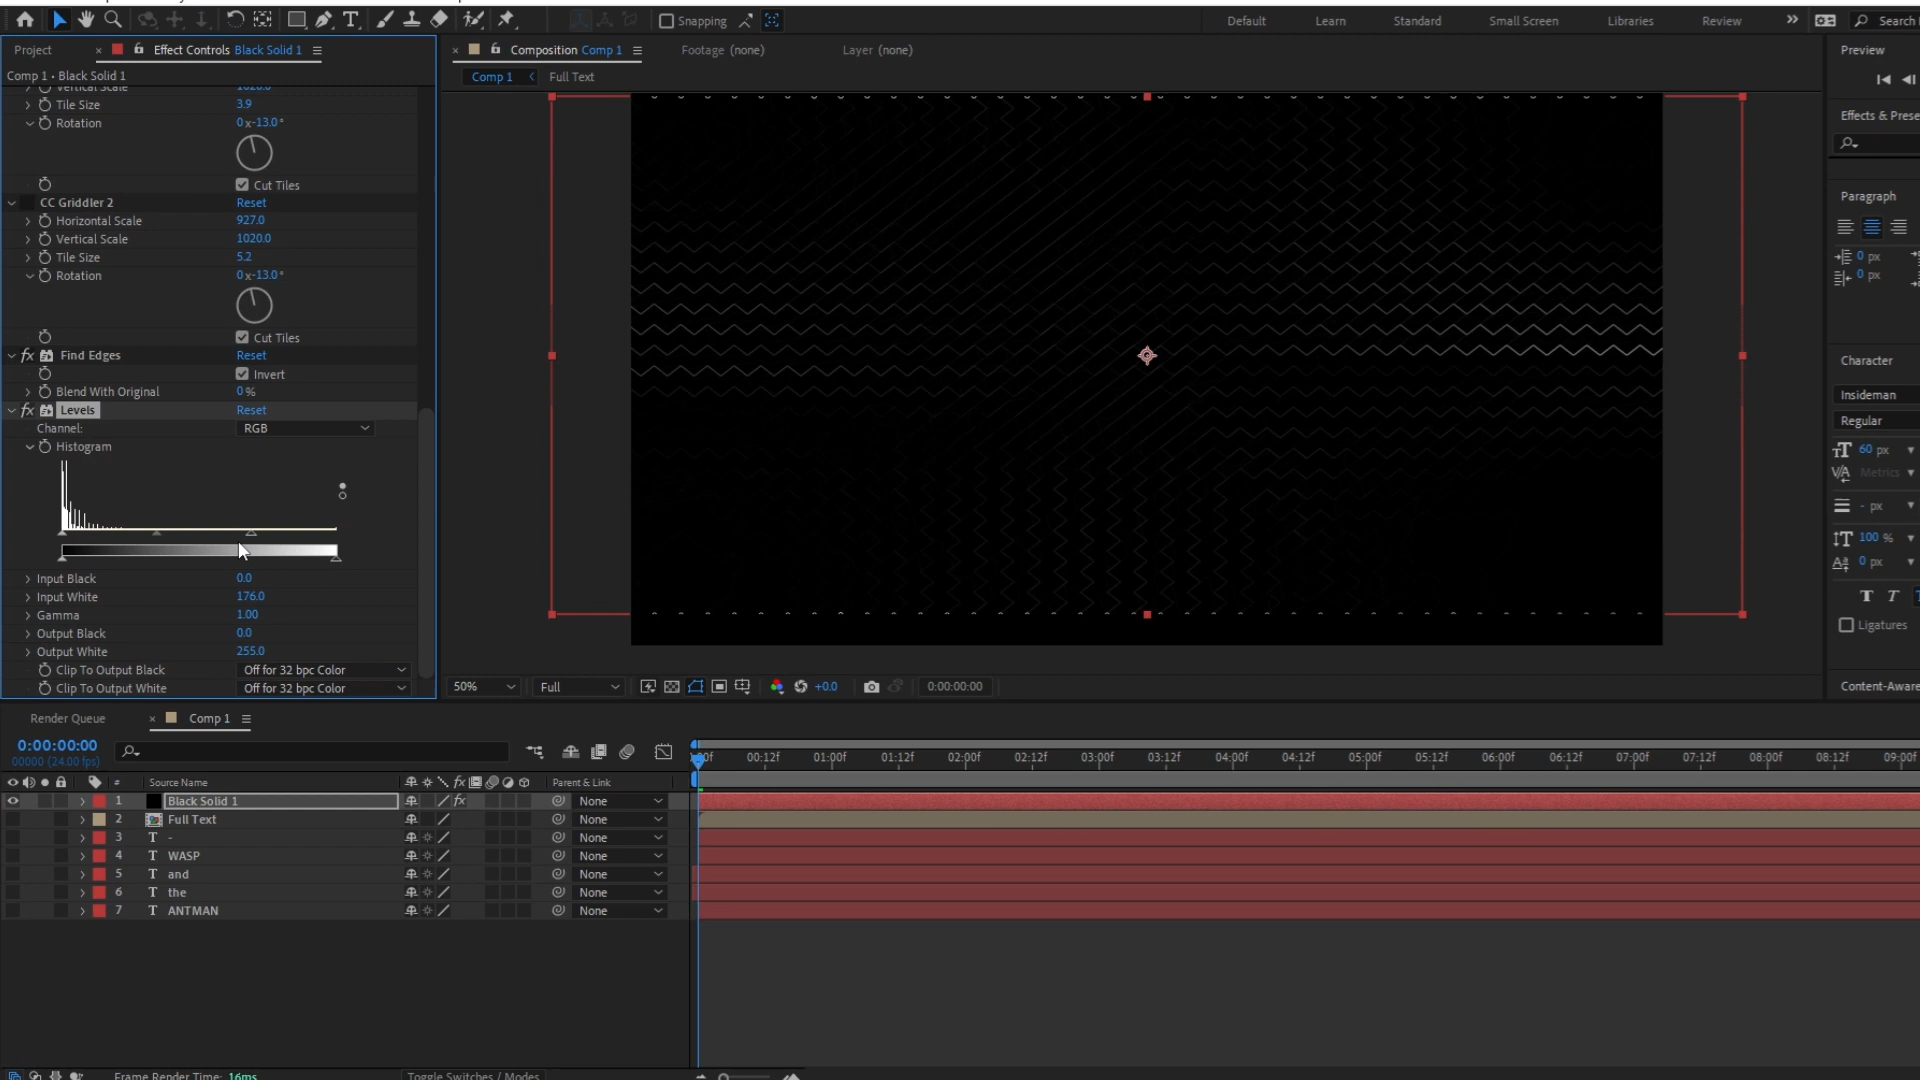 Snapping
Default
Learn
Standard
Small Screen
Libraries
Review
Search
Project
Effect Controls Black Solid 1
Composition Comp 1
Footage (none)
Layer (none)
Preview
Comp 1 • Black Solid 1
Comp 1
Full Text
Vertical Scale 1020.0
Tile Size 3.9
Rotation 0x-13.0°
Cut Tiles
CC Griddler 2 Reset
Horizontal Scale 927.0
Vertical Scale 1020.0
Tile Size 5.2
Rotation 0x-13.0°
Cut Tiles
Find Edges Reset
Invert
Blend With Original 0%
Levels Reset
Channel: RGB
Histogram
Input Black 0.0
Input White 176.0
Gamma 1.00
Output Black 0.0
Output White 255.0
Clip To Output Black Off for 32 bpc Color
Clip To Output White Off for 32 bpc Color
50%
Full
+0.0
0:00:00:00
Effects & Prese
Paragraph
0 px
0 px
Character
Insideman
Regular
60 px
Metrics
- px
100 %
0 px
T T T
Ligatures
Content-Aware
Render Queue
Comp 1
0:00:00:00
00000 (24.00 fps)
00:12f 01:00f 01:12f 02:00f 02:12f 03:00f 03:12f 04:00f 04:12f 05:00f 05:12f 06:00f 06:12f 07:00f 07:12f 08:00f 08:12f 09:00f
# Source Name fx Parent & Link
1 Black Solid 1 fx None
2 Full Text None
3 T - None
4 T WASP None
5 T and None
6 T the None
7 T ANTMAN None
Frame Render Time: 16ms
Toggle Switches / Modes